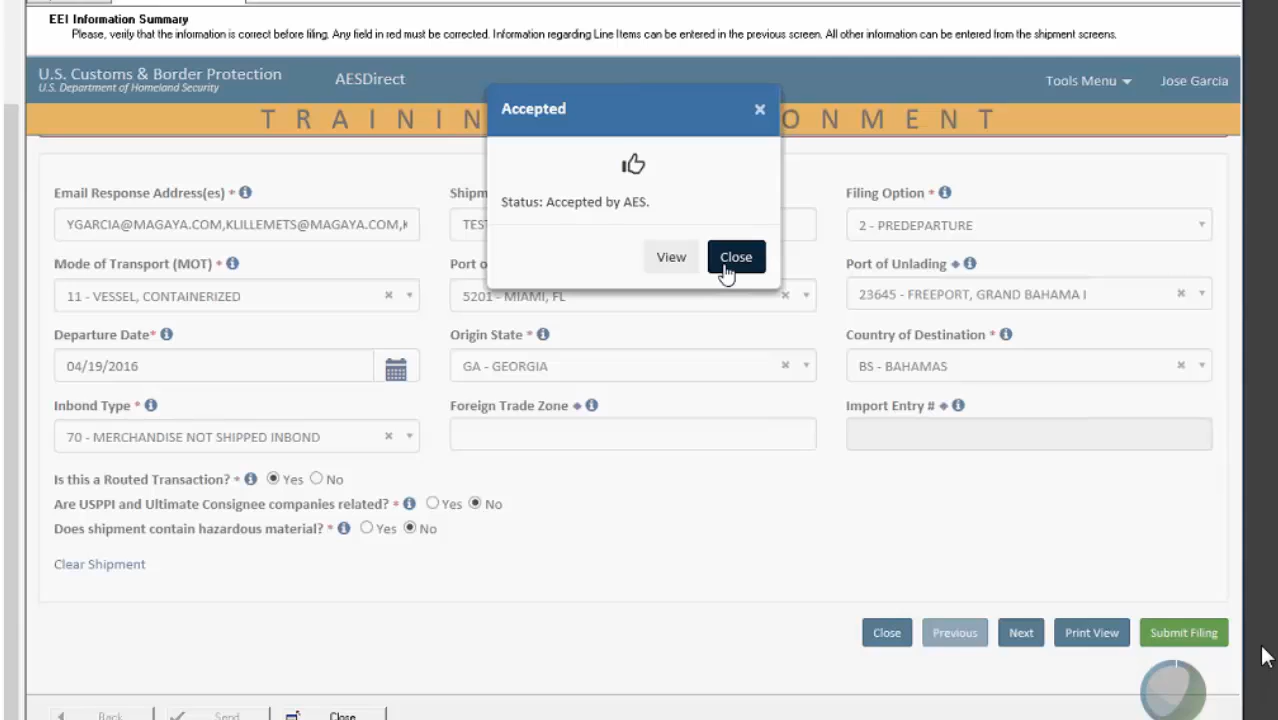 EEI Information Summary
Please, verify that the information is correct before filing. Any field in red must be corrected. Information regarding Line Items can be entered in the previous screen. All other information can be entered from the shipment screens.
U.S. Customs & Border Protection
U.S. Department of Homeland Security
AESDirect
Tools Menu
Jose Garcia
T R A I N I N
O N M E N T
Accepted
×
Status: Accepted by AES.
View
Close
Email Response Address(es) *
Shipm
Filing Option *
YGARCIA@MAGAYA.COM,KLILLEMETS@MAGAYA.COM,K
TEST
2 - PREDEPARTURE
Mode of Transport (MOT) *
Port o
Port of Unlading
11 - VESSEL, CONTAINERIZED
5201 - MIAMI, FL
23645 - FREEPORT, GRAND BAHAMA I
Departure Date*
Origin State *
Country of Destination *
04/19/2016
GA - GEORGIA
BS - BAHAMAS
Inbond Type *
Foreign Trade Zone
Import Entry #
70 - MERCHANDISE NOT SHIPPED INBOND
Is this a Routed Transaction? * Yes No
Are USPPI and Ultimate Consignee companies related? * Yes No
Does shipment contain hazardous material? * Yes No
Clear Shipment
Close
Previous
Next
Print View
Submit Filing
Back
Send
Close